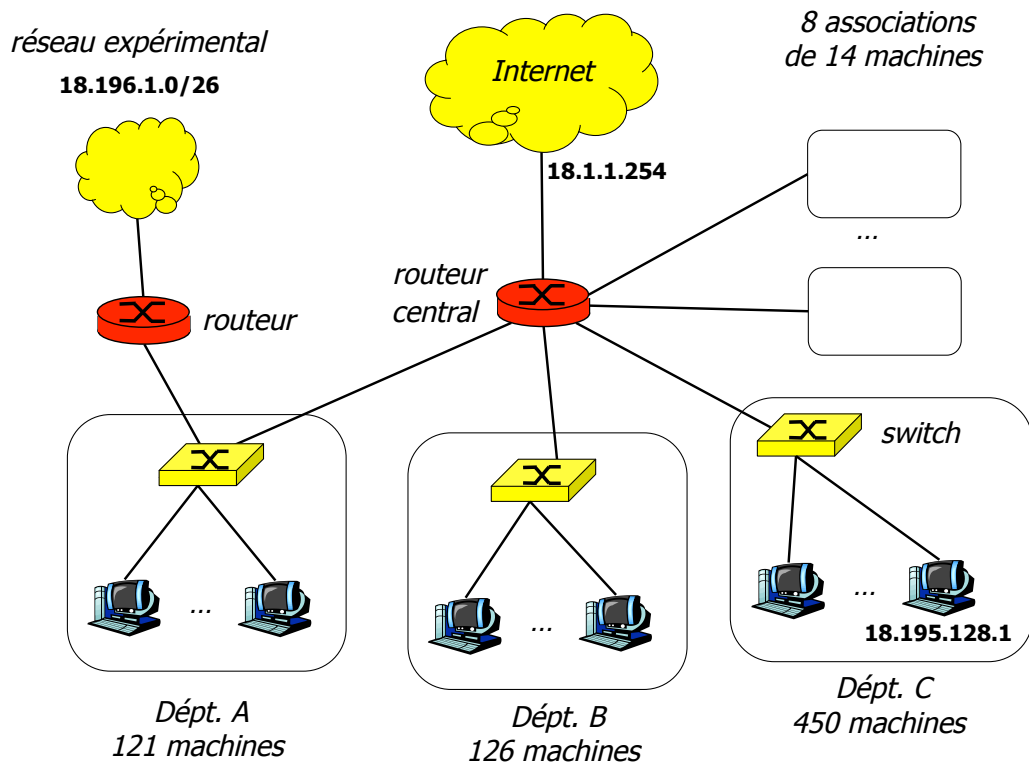 réseau expérimental
18.196.1.0/26
Internet
8 associations
de 14 machines
18.1.1.254
...
routeur
central
routeur
switch
...
...
...
18.195.128.1
Dépt. A
121 machines
Dépt. B
126 machines
Dépt. C
450 machines